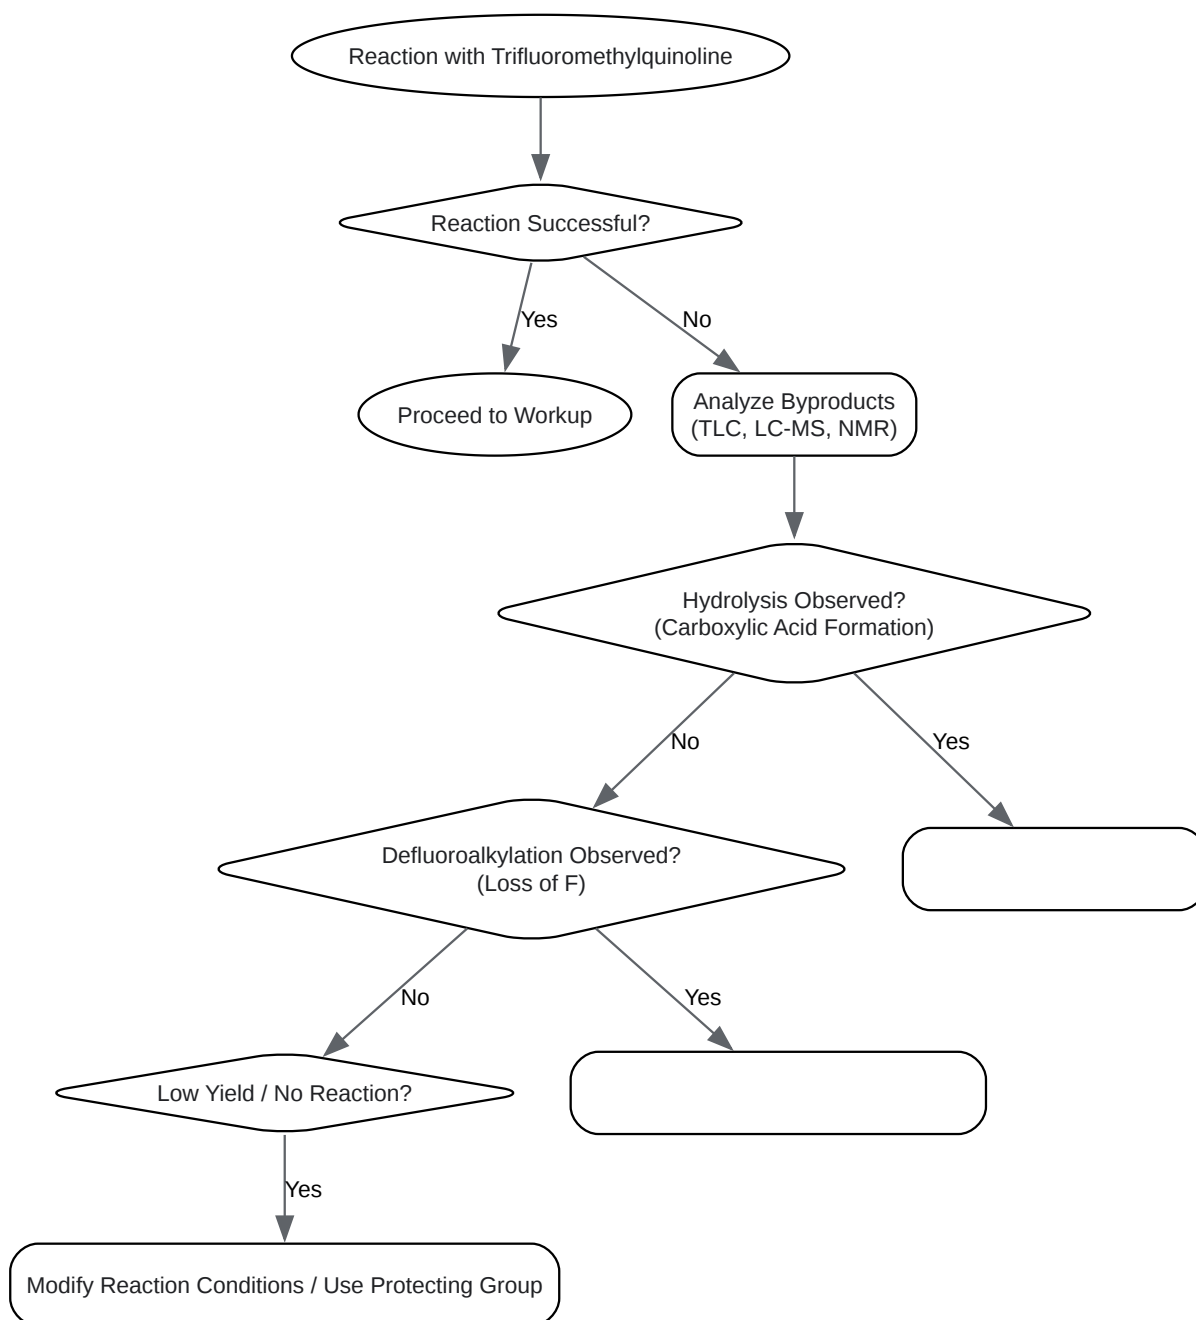 Reaction with Trifluoromethylquinoline
Reaction Successful?
Yes
No
Proceed to Workup
Analyze Byproducts
(TLC, LC-MS, NMR)
Hydrolysis Observed?
(Carboxylic Acid Formation)
No
Yes
Defluoroalkylation Observed?
(Loss of F)
No
Yes
Low Yield / No Reaction?
Yes
Modify Reaction Conditions / Use Protecting Group